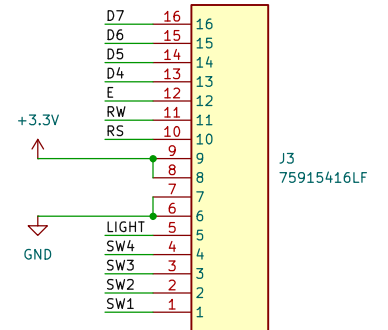 D7 16 16
D6 15 15
D5 14 14
D4 13 13
E 12 12
RW 11 11
+3.3V
RS 10 10
9 9 J3
8 8 75915416LF
7 7
6 6
LIGHT 5 5
GND
SW4 4 4
SW3 3 3
SW2 2 2
SW1 1 1